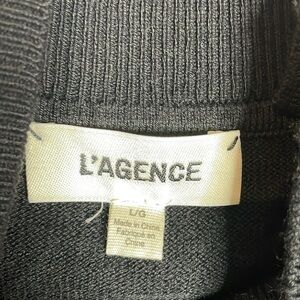 L'AGENCE
L/G
Made in China
Fabriqué en
Chine